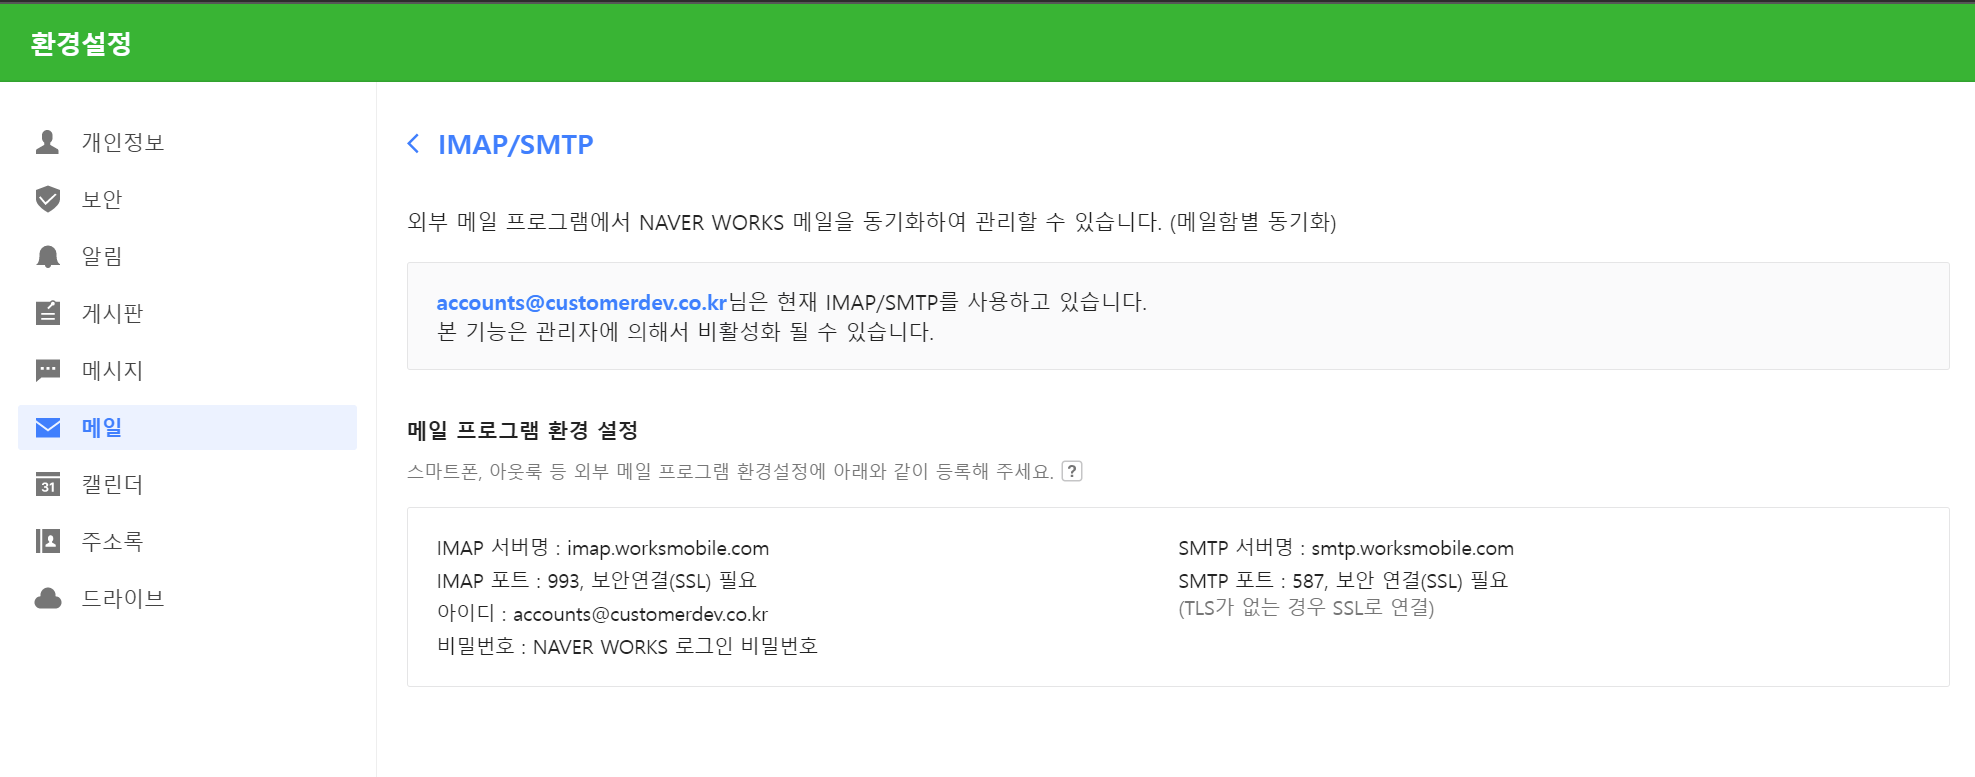 환경설정
개인정보
보안
알림
게시판
메시지
메일
31
캘린더
주소록
드라이브
IMAP/SMTP
외부 메일 프로그램에서 NAVER WORKS 메일을 동기화하여 관리할 수 있습니다. (메일함별 동기화)
accounts@customerdev.co.kr님은 현재 IMAP/SMTP를 사용하고 있습니다.
본 기능은 관리자에 의해서 비활성화 될 수 있습니다.
메일 프로그램 환경 설정
스마트폰, 아웃룩 등 외부 메일 프로그램 환경설정에 아래와 같이 등록해 주세요. ?
IMAP 서버명 : imap.worksmobile.com
IMAP 포트 : 993, 보안연결(SSL) 필요
아이디 : accounts@customerdev.co.kr
비밀번호 : NAVER WORKS 로그인 비밀번호
SMTP 서버명 : smtp.worksmobile.com
SMTP 포트 : 587, 보안 연결(SSL) 필요
(TLS가 없는 경우 SSL로 연결)